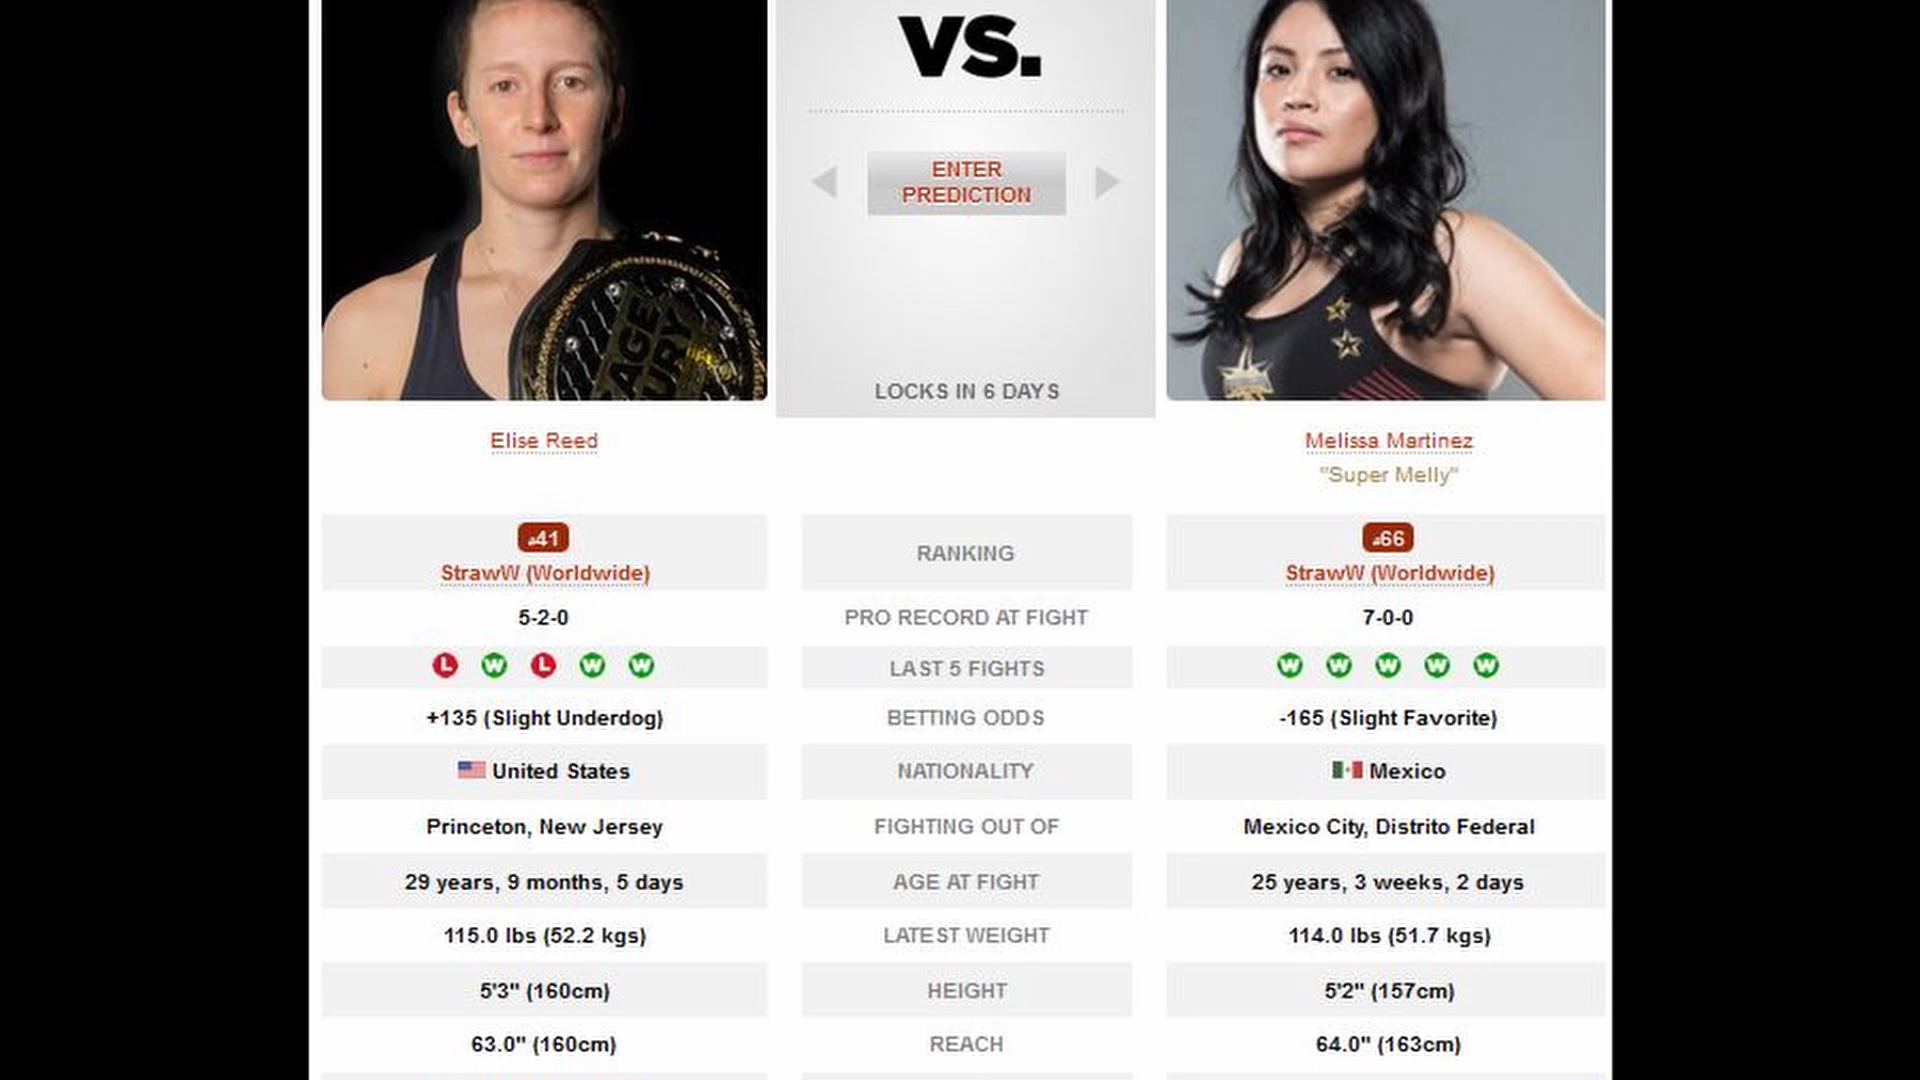 VS.
ENTER
PREDICTION
LOCKS IN 6 DAYS
Elise Reed
Melissa Martinez
"Super Melly"
#41
StrawW (Worldwide)
RANKING
#66
StrawW (Worldwide)
5-2-0
PRO RECORD AT FIGHT
7-0-0
L W L W W
LAST 5 FIGHTS
W W W W W
+135 (Slight Underdog)
BETTING ODDS
-165 (Slight Favorite)
United States
NATIONALITY
Mexico
Princeton, New Jersey
FIGHTING OUT OF
Mexico City, Distrito Federal
29 years, 9 months, 5 days
AGE AT FIGHT
25 years, 3 weeks, 2 days
115.0 lbs (52.2 kgs)
LATEST WEIGHT
114.0 lbs (51.7 kgs)
5'3" (160cm)
HEIGHT
5'2" (157cm)
63.0" (160cm)
REACH
64.0" (163cm)